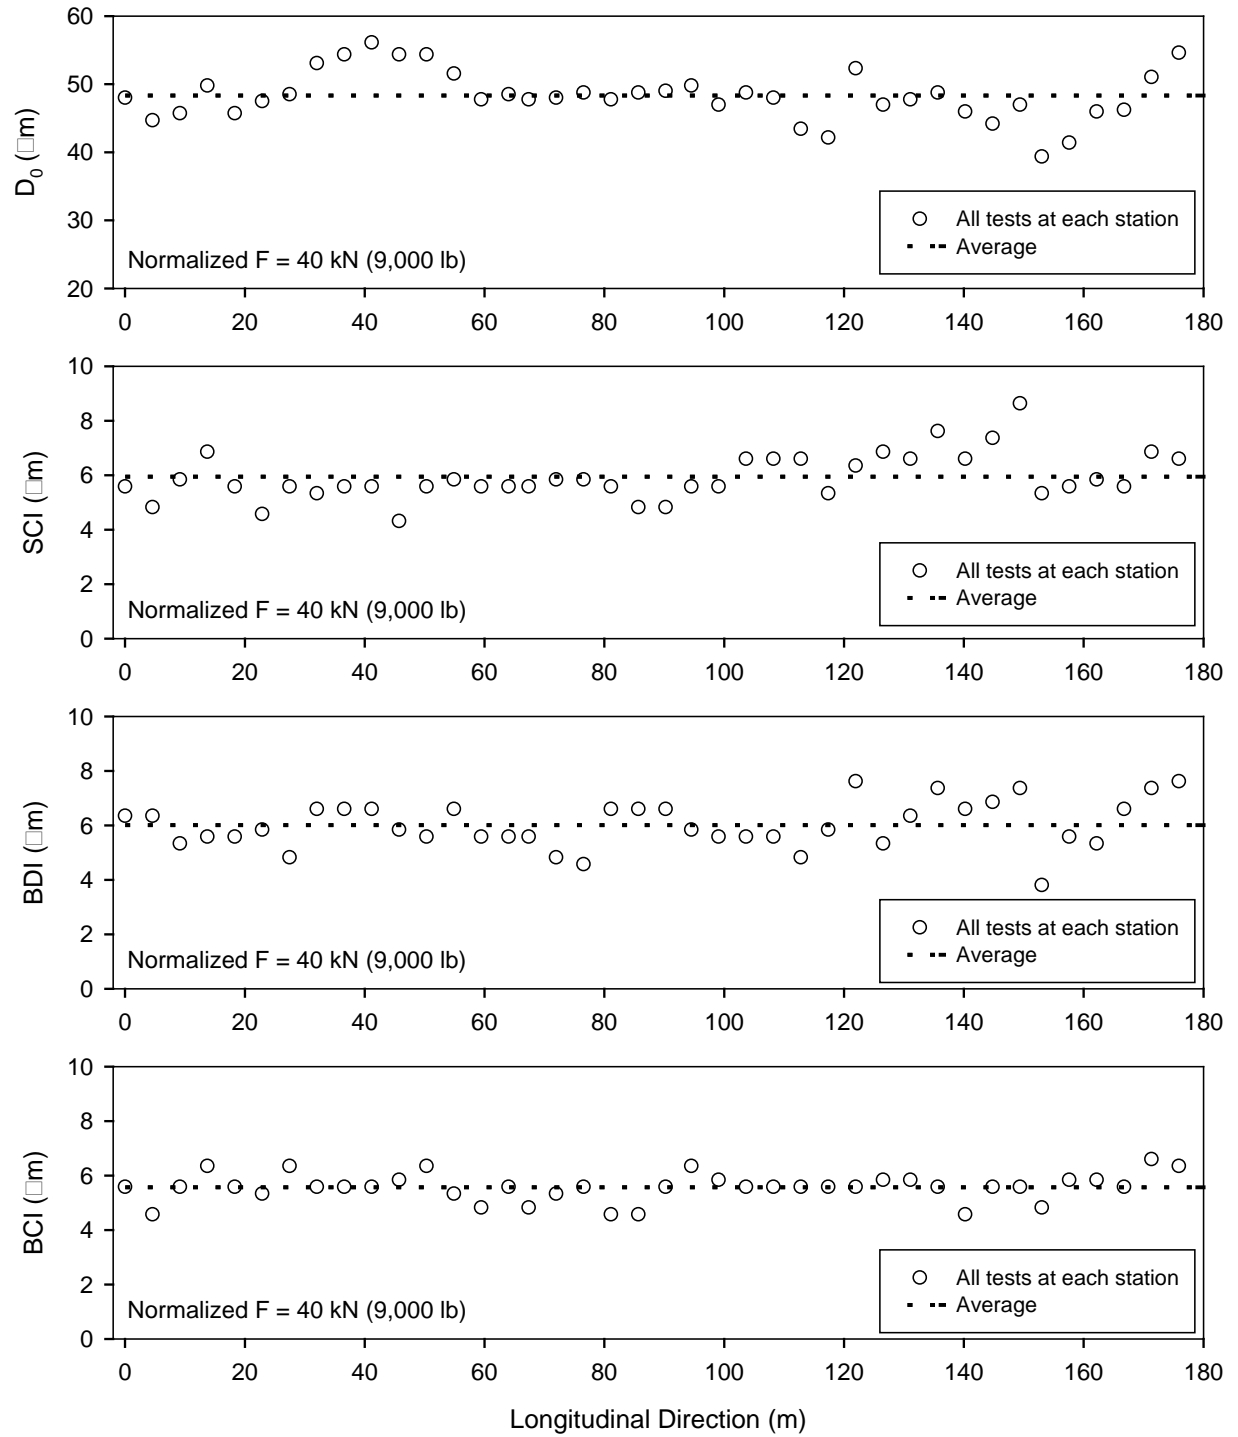 60
50
40
30
20
D0 (□m)
All tests at each station
Average
Normalized F = 40 kN (9,000 lb)
0 20 40 60 80 100 120 140 160 180
10
8
6
4
2
0
SCI (□m)
All tests at each station
Average
Normalized F = 40 kN (9,000 lb)
0 20 40 60 80 100 120 140 160 180
10
8
6
4
2
0
BDI (□m)
All tests at each station
Average
Normalized F = 40 kN (9,000 lb)
0 20 40 60 80 100 120 140 160 180
10
8
6
4
2
0
BCI (□m)
All tests at each station
Average
Normalized F = 40 kN (9,000 lb)
0 20 40 60 80 100 120 140 160 180
Longitudinal Direction (m)